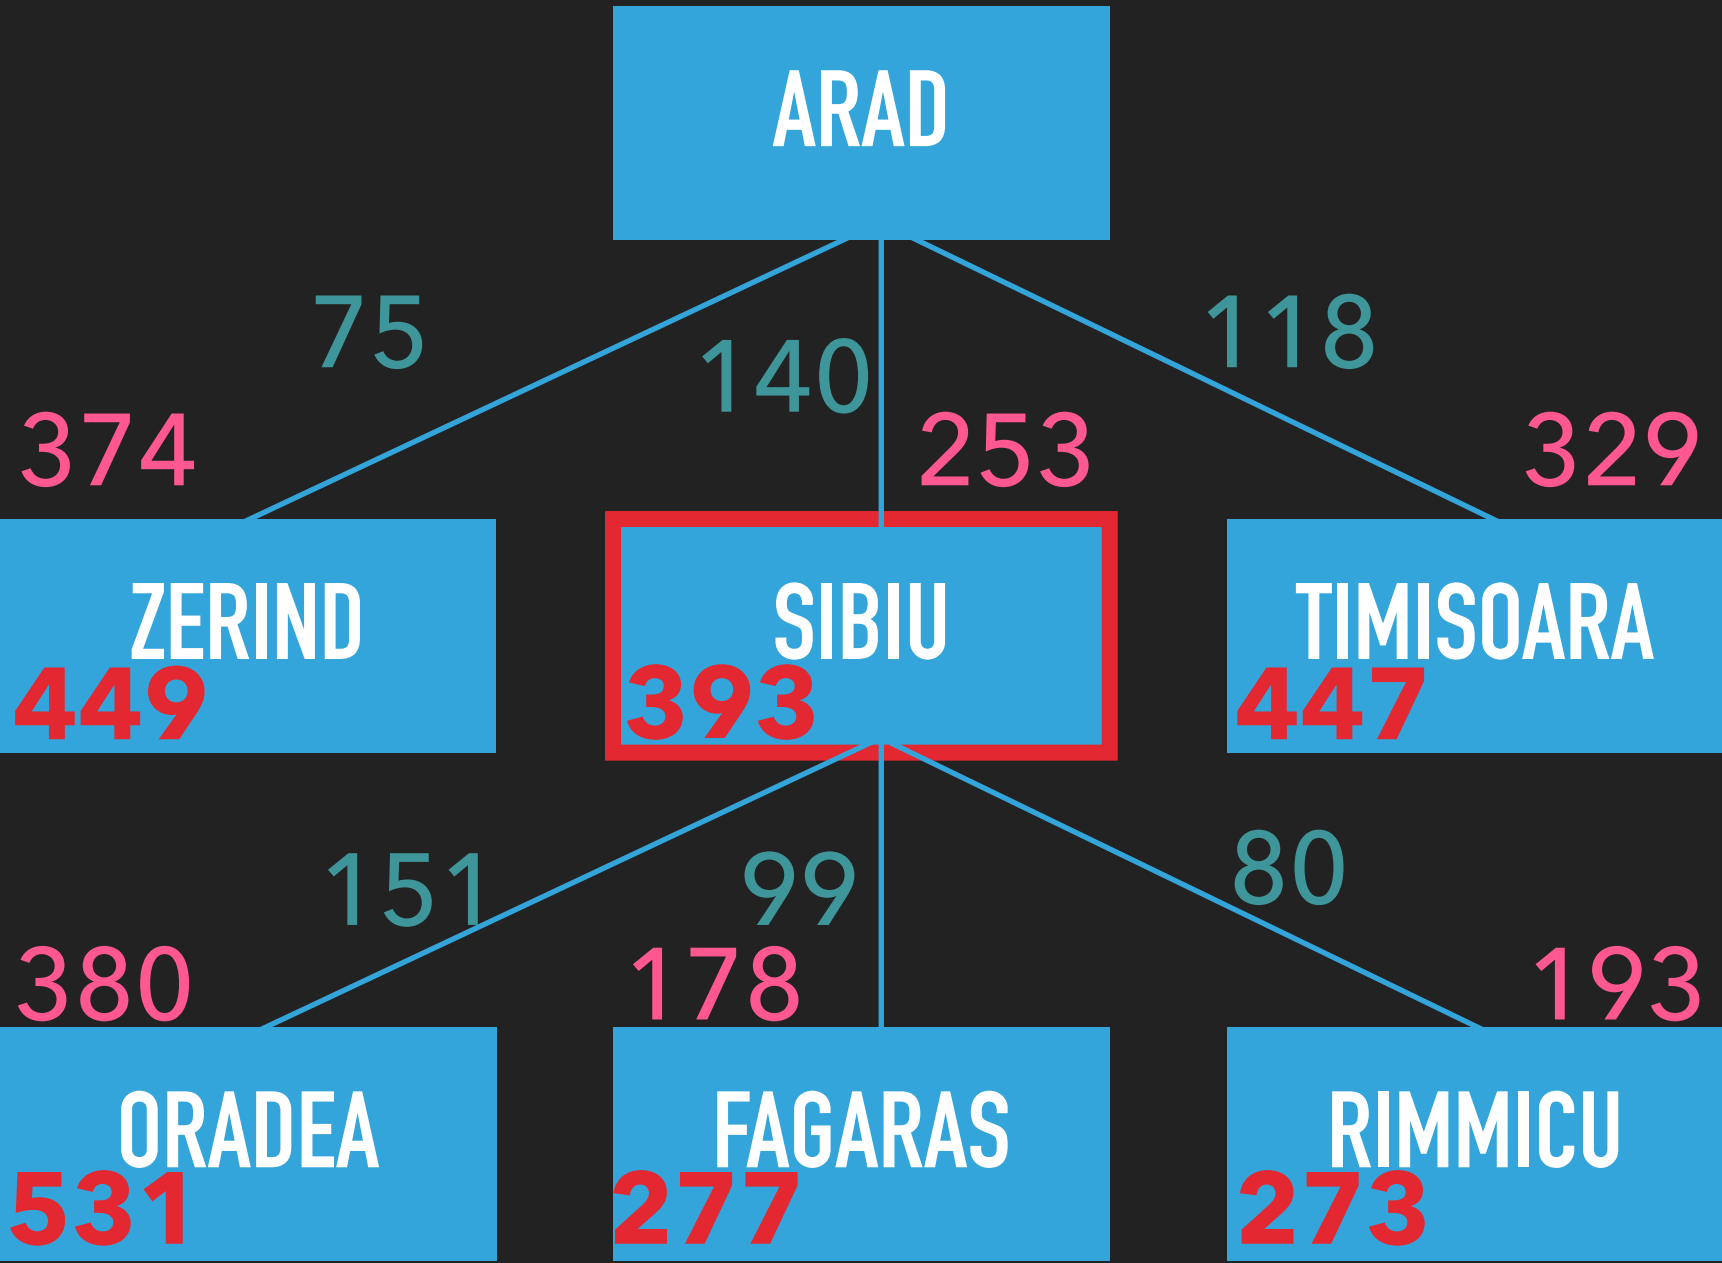 ARAD
75
140
118
374
253
329
ZERIND
449
SIBIU
393
TIMISOARA
447
151
99
80
380
178
193
ORADEA
531
FAGARAS
277
RIMMICU
273